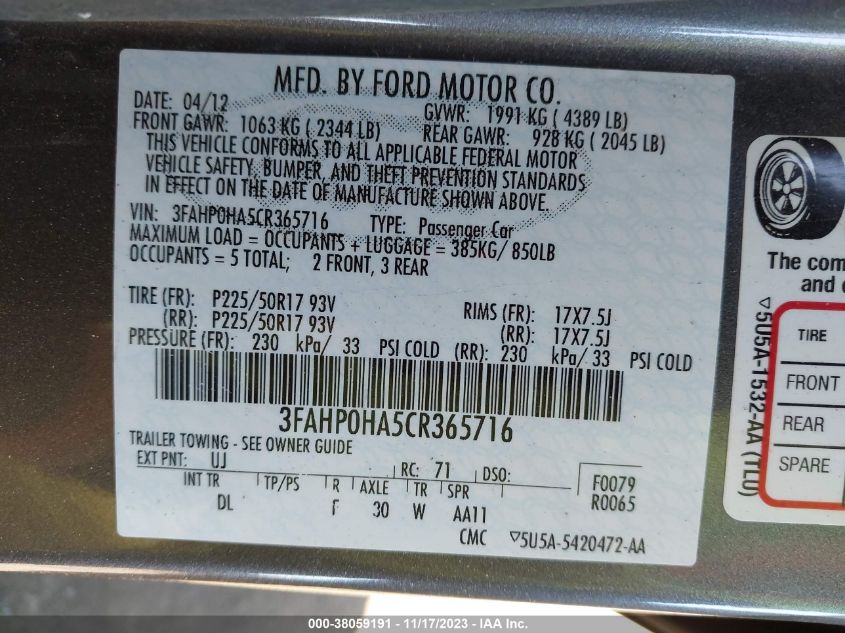 MFD. BY FORD MOTOR CO.
DATE: 04/12 GVWR: 1991 KG ( 4389 LB)
FRONT GAWR: 1063 KG ( 2344 LB) REAR GAWR: 928 KG ( 2045 LB)
THIS VEHICLE CONFORMS TO ALL APPLICABLE FEDERAL MOTOR
VEHICLE SAFETY, BUMPER, AND THEFT PREVENTION STANDARDS
IN EFFECT ON THE DATE OF MANUFACTURE SHOWN ABOVE.
VIN: 3FAHP0HA5CR365716 TYPE: Passenger Car
MAXIMUM LOAD = OCCUPANTS + LUGGAGE = 385KG/ 850LB
OCCUPANTS = 5 TOTAL; 2 FRONT, 3 REAR
TIRE (FR): P225/50R17 93V RIMS (FR): 17X7.5J
(RR): P225/50R17 93V (RR): 17X7.5J
PRESSURE (FR): 230 kPa/ 33 PSI COLD (RR): 230 kPa/ 33 PSI COLD
3FAHP0HA5CR365716
TRAILER TOWING - SEE OWNER GUIDE
EXT PNT: UJ RC: 71 DSO: F0079
R0065
INT TR TP/PS R AXLE TR SPR
DL F 30 W AA11
CMC ▽5U5A-5420472-AA
The com
and
▽5U5A-1532-AA (TLU)
TIRE
FRONT
REAR
SPARE
000-38059191 - 11/17/2023 - IAAI.com